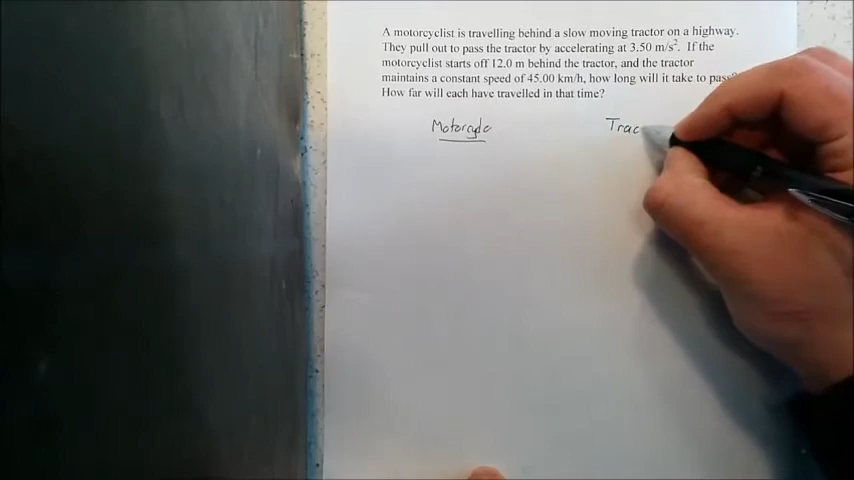 A motorcyclist is travelling behind a slow moving tractor on a highway.
They pull out to pass the tractor by accelerating at 3.50 m/s². If the
motorcyclist starts off 12.0 m behind the tractor, and the tractor
maintains a constant speed of 45.00 km/h, how long will it take to pass?
How far will each have travelled in that time?
Motorcycle Trac